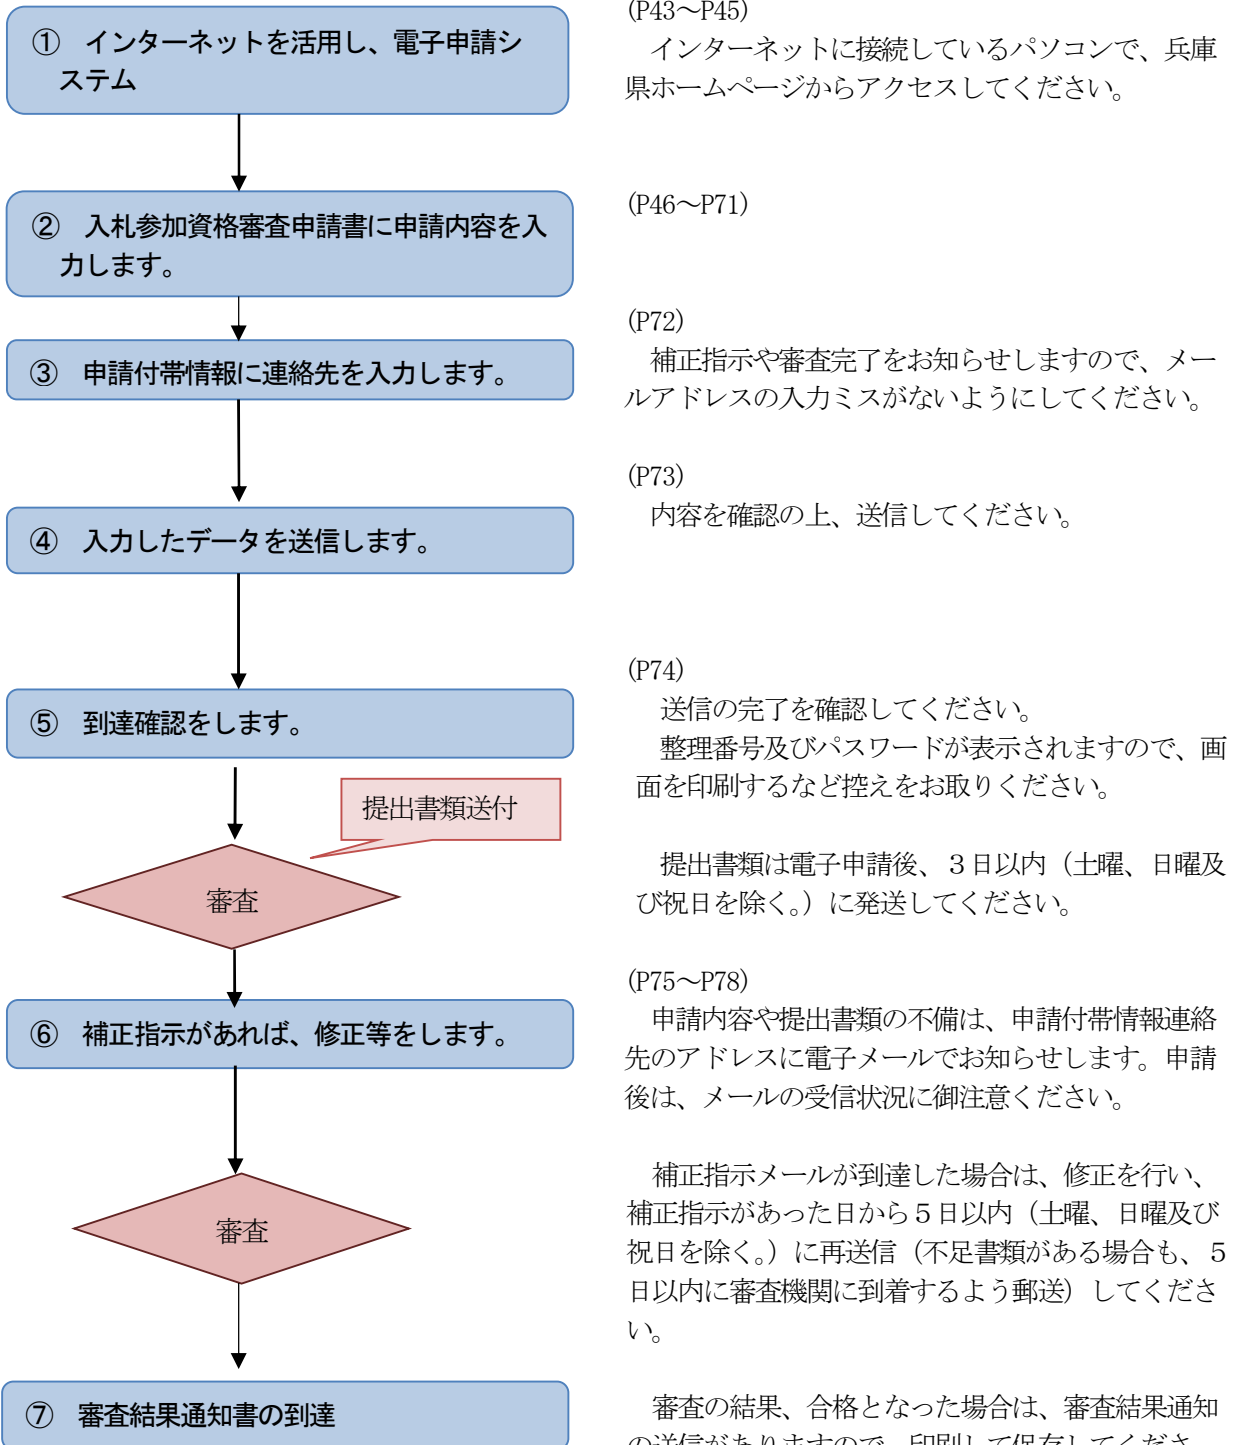 (P43～P45)
①　インターネットを活用し、電子申請シ
ステム
インターネットに接続しているパソコンで、兵庫
県ホームページからアクセスしてください。
②　入札参加資格審査申請書に申請内容を入
力します。
(P46～P71)
③　申請付帯情報に連絡先を入力します。
(P72)
補正指示や審査完了をお知らせしますので、メー
ルアドレスの入力ミスがないようにしてください。
④　入力したデータを送信します。
(P73)
内容を確認の上、送信してください。
⑤　到達確認をします。
(P74)
送信の完了を確認してください。
整理番号及びパスワードが表示されますので、画
面を印刷するなど控えをお取りください。
提出書類送付
審査
提出書類は電子申請後、３日以内（土曜、日曜及
び祝日を除く。）に発送してください。
⑥　補正指示があれば、修正等をします。
(P75～P78)
申請内容や提出書類の不備は、申請付帯情報連絡
先のアドレスに電子メールでお知らせします。申請
後は、メールの受信状況に御注意ください。
審査
補正指示メールが到達した場合は、修正を行い、
補正指示があった日から５日以内（土曜、日曜及び
祝日を除く。）に再送信（不足書類がある場合も、５
日以内に審査機関に到着するよう郵送）してくださ
い。
⑦　審査結果通知書の到達
審査の結果、合格となった場合は、審査結果通知
の送信がありますので、印刷して保存してくださ